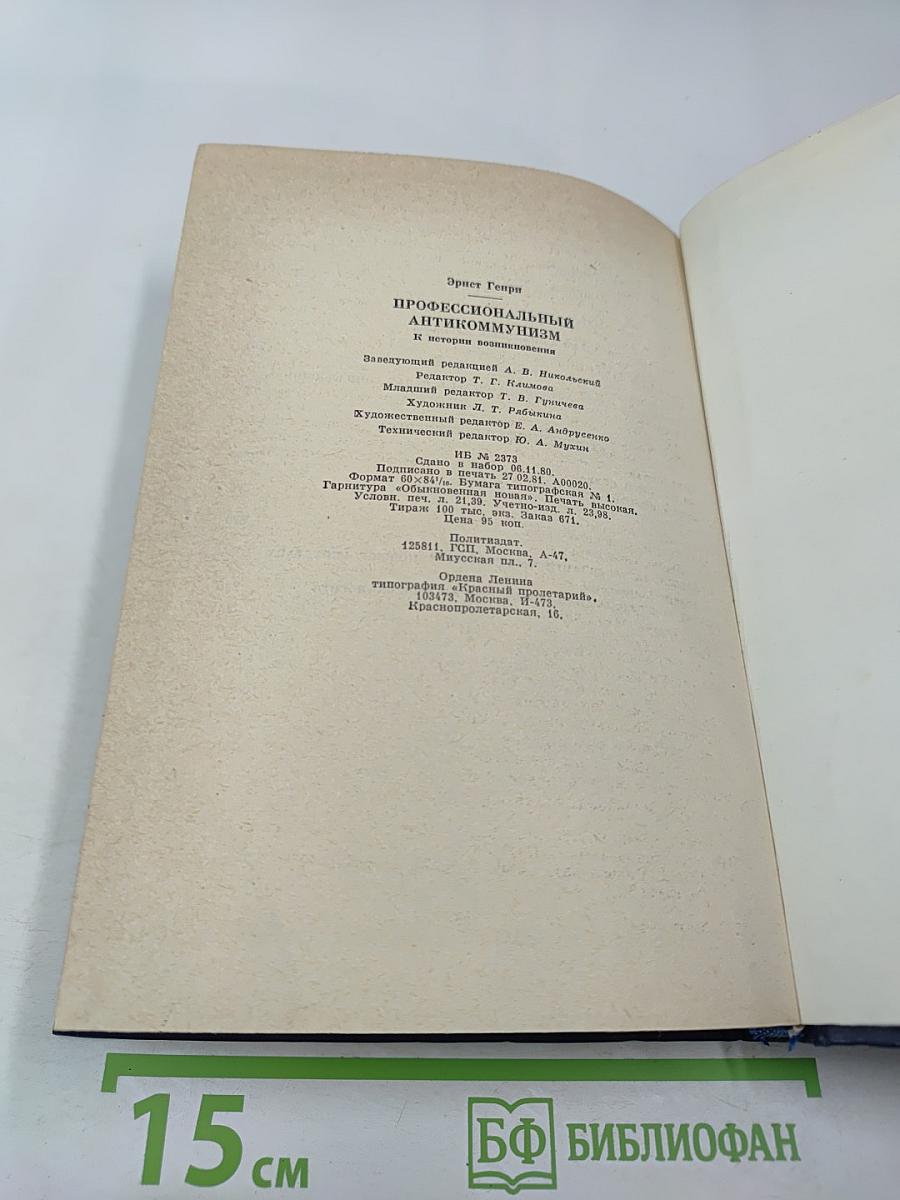 Эрнст Генри
ПРОФЕССИОНАЛЬНЫЙ
АНТИКОММУНИЗМ
К истории возникновения
Заведующий редакцией А. В. Никольский
Редактор Т. Г. Климова
Младший редактор Т. В. Гуничева
Художник Л. Т. Рябыкина
Художественный редактор Е. А. Андрусенко
Технический редактор Ю. А. Мухин
ИБ № 2373
Сдано в набор 06.11.80.
Подписано в печать 27 02.81. А00020.
Формат 60×84¹/₁₆. Бумага типографская № 1.
Гарнитура «Обыкновенная новая». Печать высокая.
Условн. печ. л. 21,39. Учетно-изд. л. 23,98.
Тираж 100 тыс. экз. Заказ 671.
Цена 95 коп.
Политиздат.
125811, ГСП, Москва, А-47,
Миусская пл., 7.
Ордена Ленина
типография «Красный пролетарий».
103473, Москва, И-473,
Краснопролетарская, 16.
15 см
БФ БИБЛИОФАН